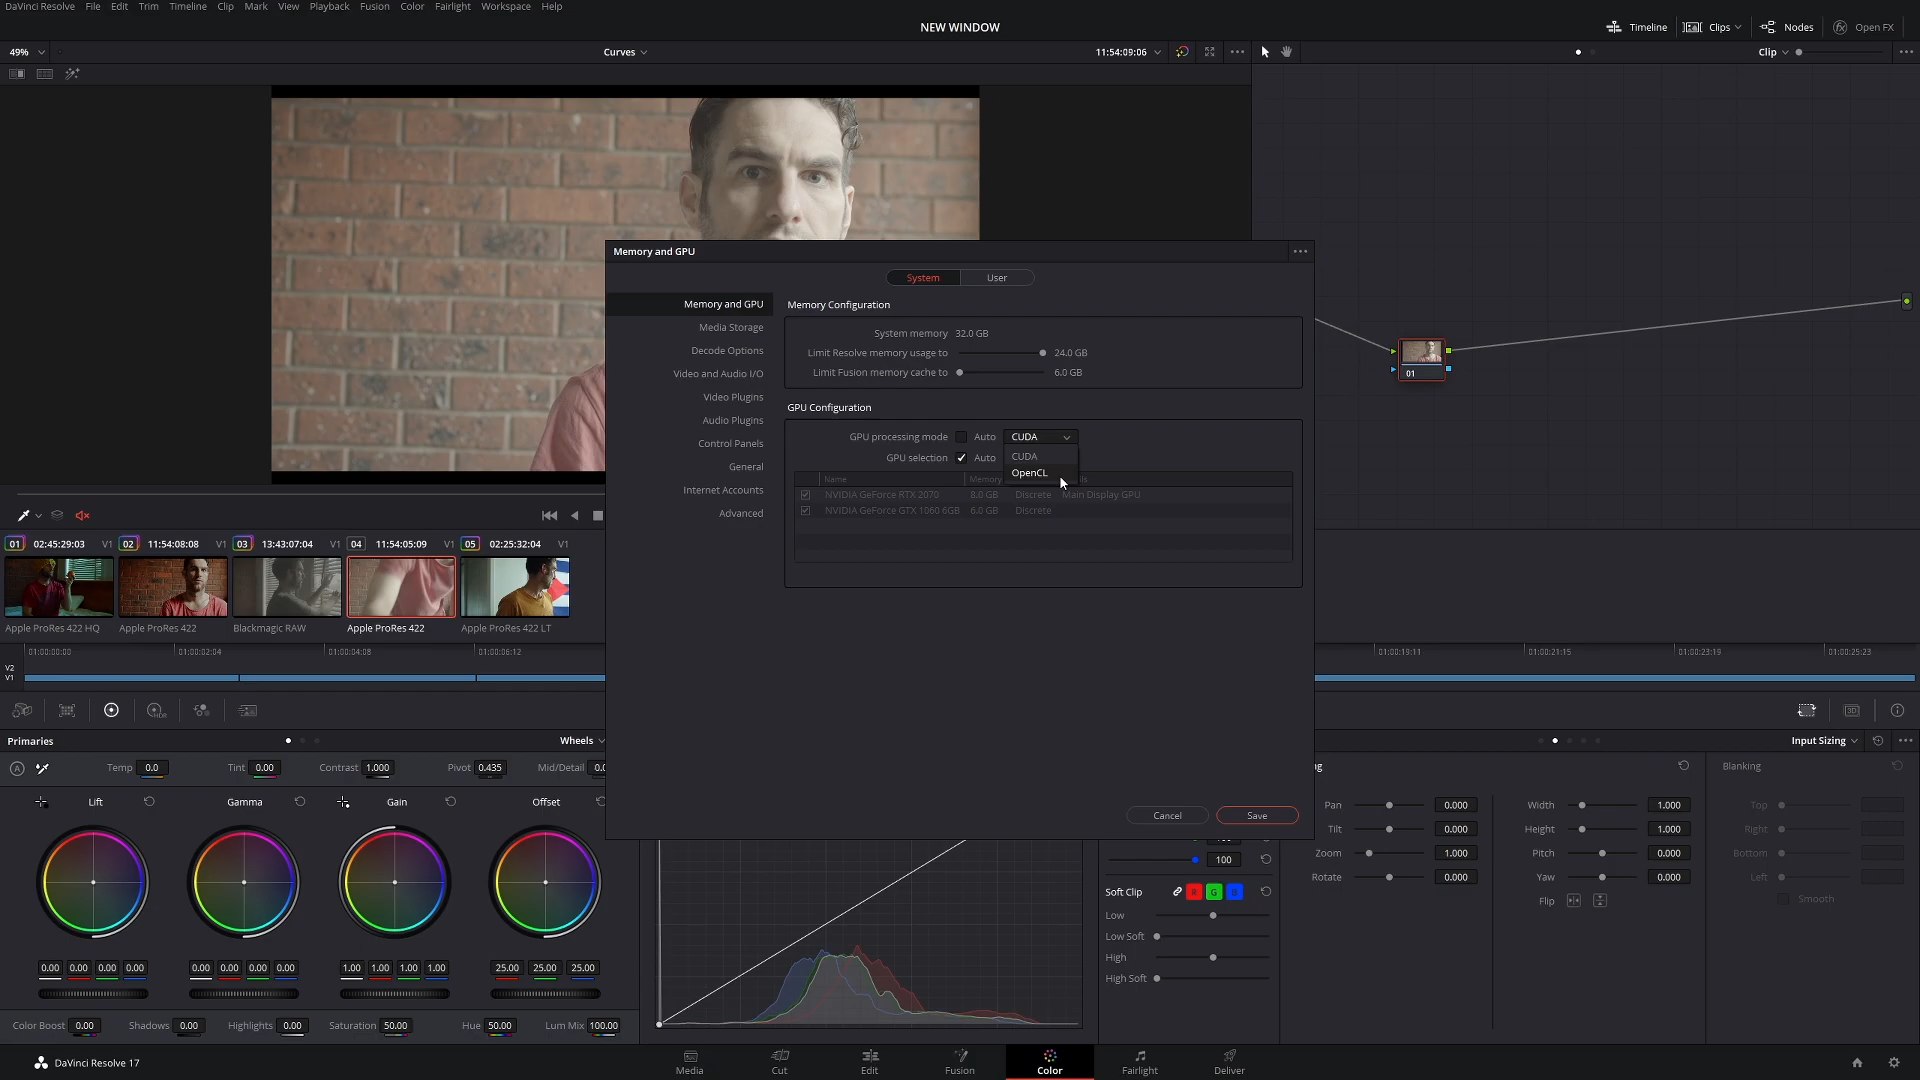 DaVinci Resolve File Edit Trim Timeline Clip Mark View Playback Fusion Color Fairlight Workspace Help
NEW WINDOW
Timeline Clips Nodes Open FX
49% Curves 11:54:09:06 Clip
Memory and GPU
System User
Memory and GPU
Media Storage
Decode Options
Video and Audio I/O
Video Plugins
Audio Plugins
Control Panels
General
Internet Accounts
Advanced
Memory Configuration
System memory 32.0 GB
Limit Resolve memory usage to 24.0 GB
Limit Fusion memory cache to 6.0 GB
GPU Configuration
GPU processing mode Auto CUDA
CUDA
GPU selection Auto
OpenCL
Name Memory
NVIDIA GeForce RTX 2070 8.0 GB Discrete Main Display GPU
NVIDIA GeForce GTX 1060 6GB 6.0 GB Discrete
Cancel Save
01
01 02:45:29:03 V1 02 11:54:08:08 V1 03 13:43:07:04 V1 04 11:54:05:09 V1 05 02:25:32:04 V1
Apple ProRes 422 HQ Apple ProRes 422 Blackmagic RAW Apple ProRes 422 Apple ProRes 422 LT
01:00:00:00 01:00:02:04 01:00:04:08 01:00:06:12 01:00:19:11 01:00:21:15 01:00:23:19 01:00:25:23
V2
V1
HDR 3D
Primaries Wheels Input Sizing
A Temp 0.0 Tint 0.00 Contrast 1.000 Pivot 0.435 Mid/Detail
Lift Gamma Gain Offset
0.00 0.00 0.00 0.00 0.00 0.00 0.00 0.00 1.00 1.00 1.00 1.00 25.00 25.00 25.00
Color Boost 0.00 Shadows 0.00 Highlights 0.00 Saturation 50.00 Hue 50.00 Lum Mix 100.00
100
Soft Clip R G B
Low
Low Soft
High
High Soft
Blanking
Pan 0.000 Width 1.000 Top
Tilt 0.000 Height 1.000 Right
Zoom 1.000 Pitch 0.000 Bottom
Rotate 0.000 Yaw 0.000 Left
Flip Smooth
DaVinci Resolve 17 Media Cut Edit Fusion Color Fairlight Deliver